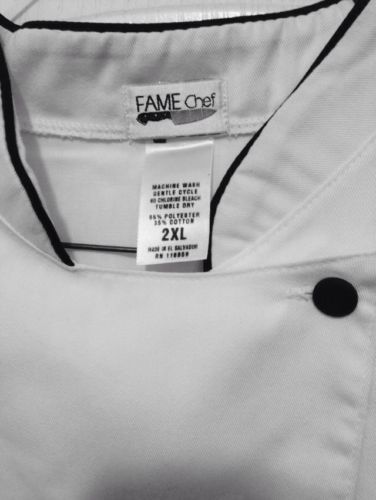 FAME Chef
MACHINE WASH
GENTLE CYCLE
NO CHLORINE BLEACH
TUMBLE DRY
65% POLYESTER
35% COTTON
2XL
MADE IN EL SALVADOR
RN